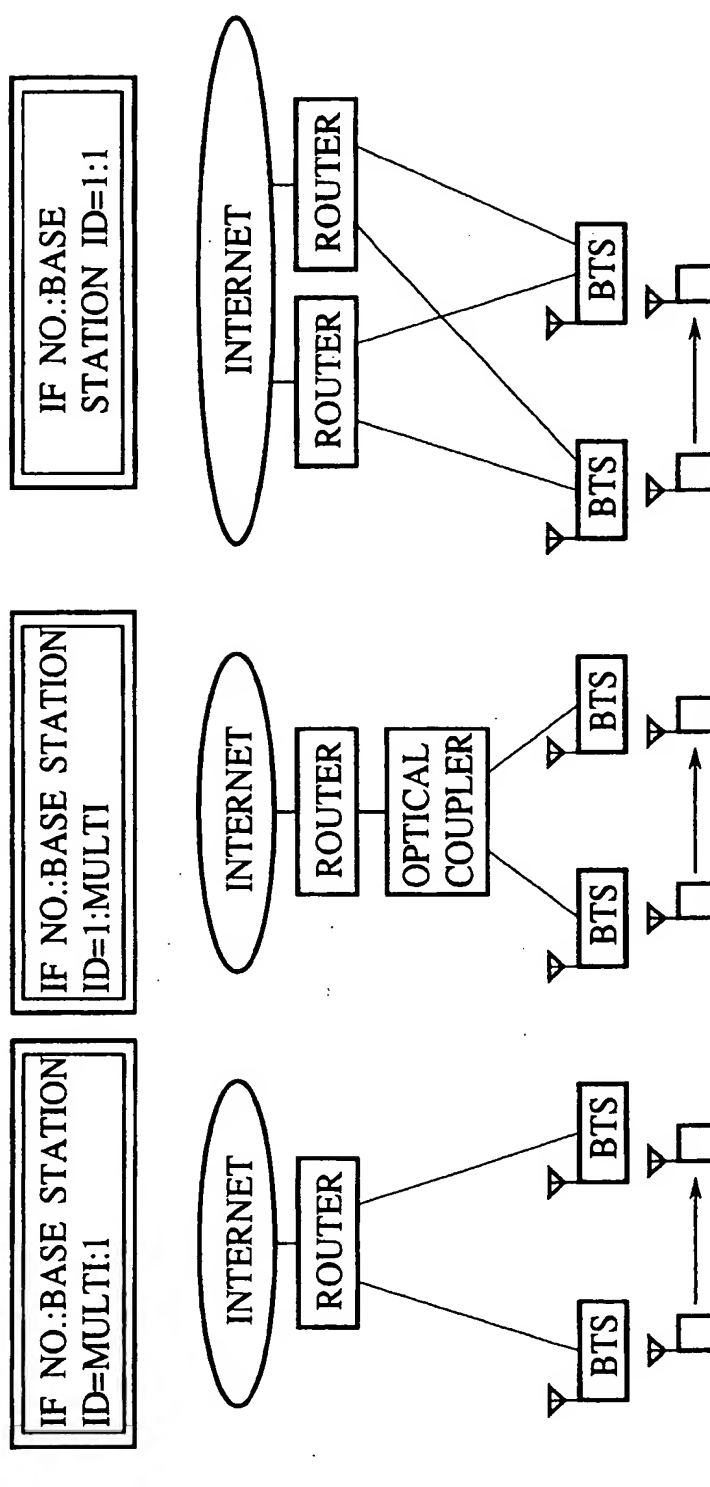 IF NO.:BASE STATION
ID=MULTI:1
INTERNET
ROUTER
BTS
BTS
IF NO.:BASE STATION
ID=1:MULTI
INTERNET
ROUTER
OPTICAL
COUPLER
BTS
BTS
IF NO.:BASE
STATION ID=1:1
INTERNET
ROUTER
ROUTER
BTS
BTS